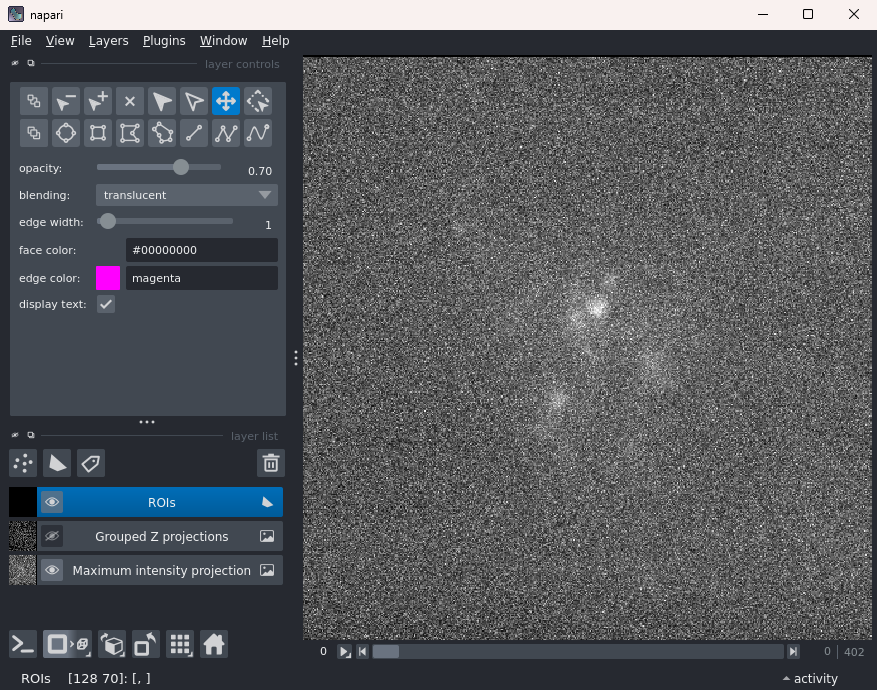 napari
File View Layers Plugins Window Help
layer controls
opacity: 0.70
blending: translucent
edge width: 1
face color: #00000000
edge color: magenta
display text:
layer list
ROIs
Grouped Z projections
Maximum intensity projection
0 0 402
ROIs [128 70]: [, ]
activity